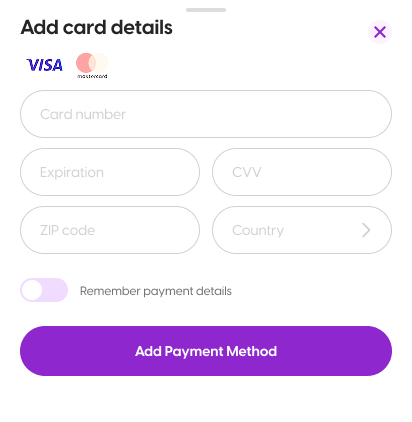 Add card details
VISA
mastercard
Card number
Expiration
CVV
ZIP code
Country
Remember payment details
Add Payment Method